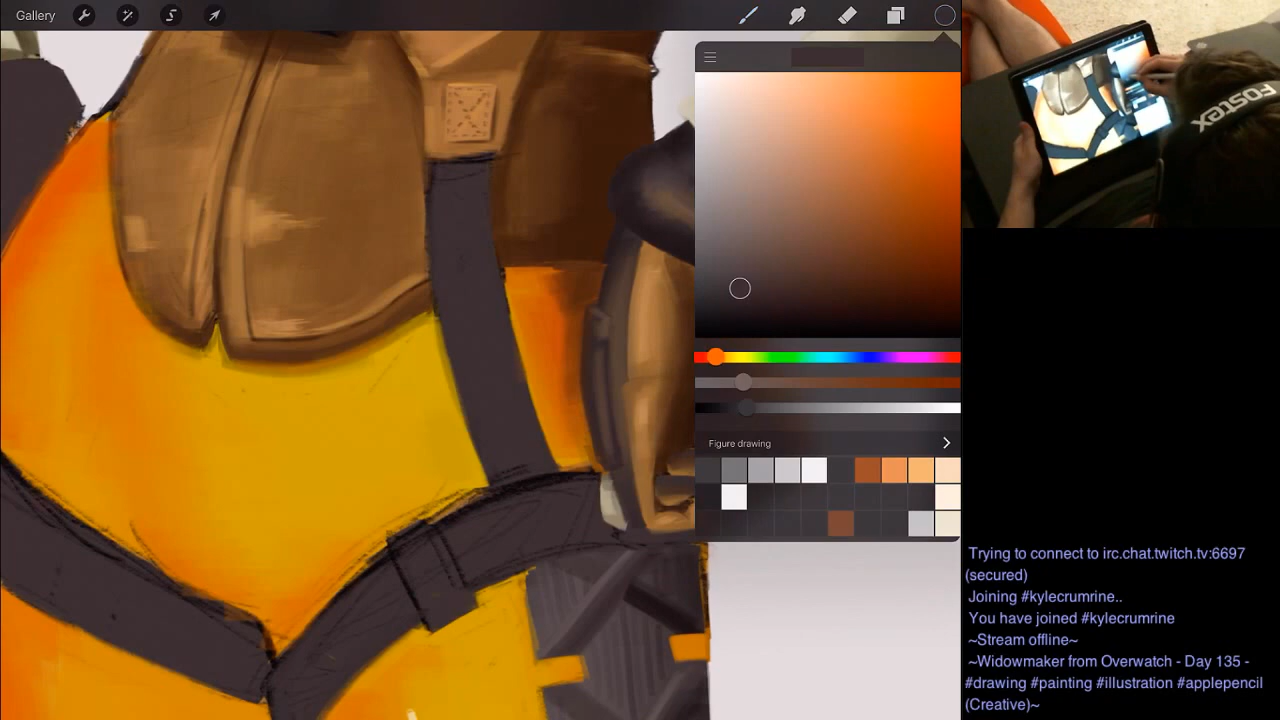 Gallery
FOSTEX
Figure drawing
Trying to connect to irc.chat.twitch.tv:6697
(secured)
Joining #kylecrumrine..
You have joined #kylecrumrine
~Stream offline~
~Widowmaker from Overwatch - Day 135 -
#drawing #painting #illustration #applepencil
(Creative)~